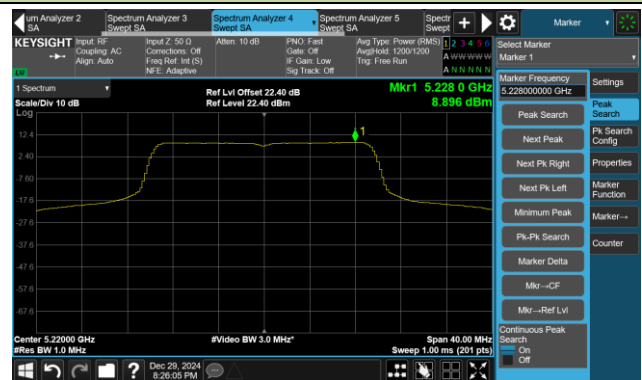 um Analyzer 2
SA
Spectrum Analyzer 3
Swept SA
Spectrum Analyzer 4
Swept SA
Spectrum Analyzer 5
Swept SA
Spectr
Swept
Marker
KEYSIGHT
Input: RF
Coupling: AC
Align: Auto
Input Z: 50 Ω
Corrections: Off
Freq Ref: Int (S)
NFE: Adaptive
Atten: 10 dB
PNO: Fast
Gate: Off
IF Gain: Low
Sig Track: Off
Avg Type: Power (RMS)
Avg|Hold: 1200/1200
Trig: Free Run
1 2 3 4 5 6
A W W W W W
A N N N N N
Select Marker
Marker 1
1 Spectrum
Scale/Div 10 dB
Log
Ref Lvl Offset 22.40 dB
Ref Level 22.40 dBm
Mkr1 5.228 0 GHz
8.896 dBm
12.4
2.40
-7.60
-17.6
-27.6
-37.6
-47.6
-57.6
-67.6
1
Center 5.22000 GHz
#Res BW 1.0 MHz
#Video BW 3.0 MHz*
Span 40.00 MHz
Sweep 1.00 ms (201 pts)
Marker Frequency
5.228000000 GHz
Peak Search
Next Peak
Next Pk Right
Next Pk Left
Minimum Peak
Pk-Pk Search
Marker Delta
Mkr→CF
Mkr→Ref Lvl
Continuous Peak
Search
On
Off
Settings
Peak
Search
Pk Search
Config
Properties
Marker
Function
Marker→
Counter
?
Dec 29, 2024
8:26:05 PM